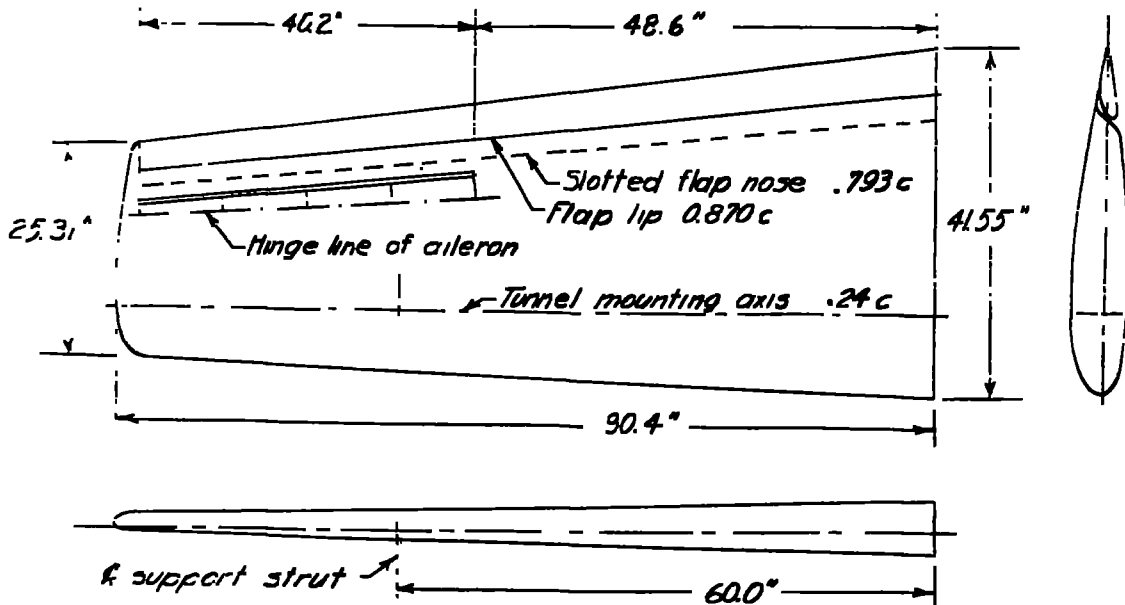 40.2"
48.6"
Slotted flap nose .793c
Flap lip 0.870c
25.31"
41.55"
Hinge line of aileron
Tunnel mounting axis .24c
90.4"
℄ support strut
60.0"